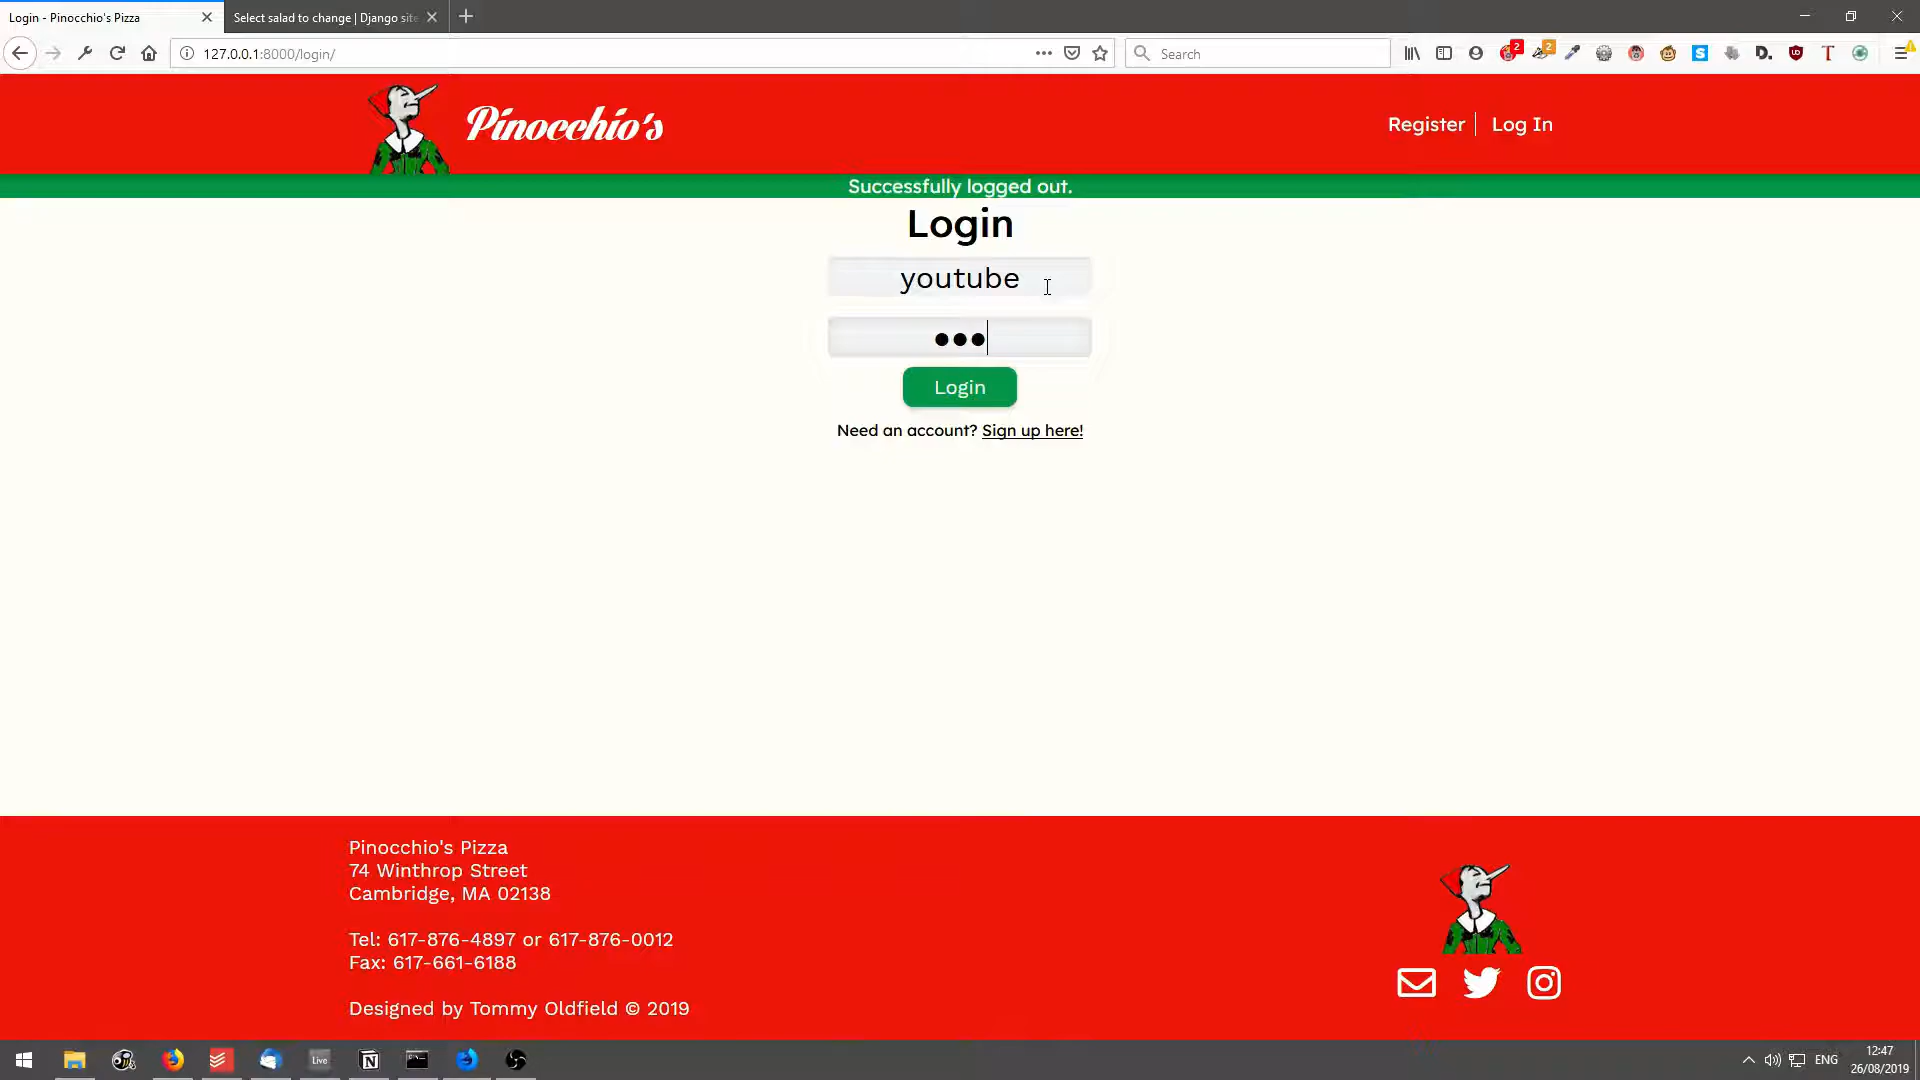 Login - Pinocchio's Pizza
Select salad to change | Django site
127.0.0.1:8000/login/
Search
2
2
S
D.
T
Pinocchio's
Register
Log In
Successfully logged out.
Login
youtube
Login
Need an account? Sign up here!
Pinocchio's Pizza
74 Winthrop Street
Cambridge, MA 02138
Tel: 617-876-4897 or 617-876-0012
Fax: 617-661-6188
Designed by Tommy Oldfield © 2019
Live
N
ENG
12:47
26/08/2019